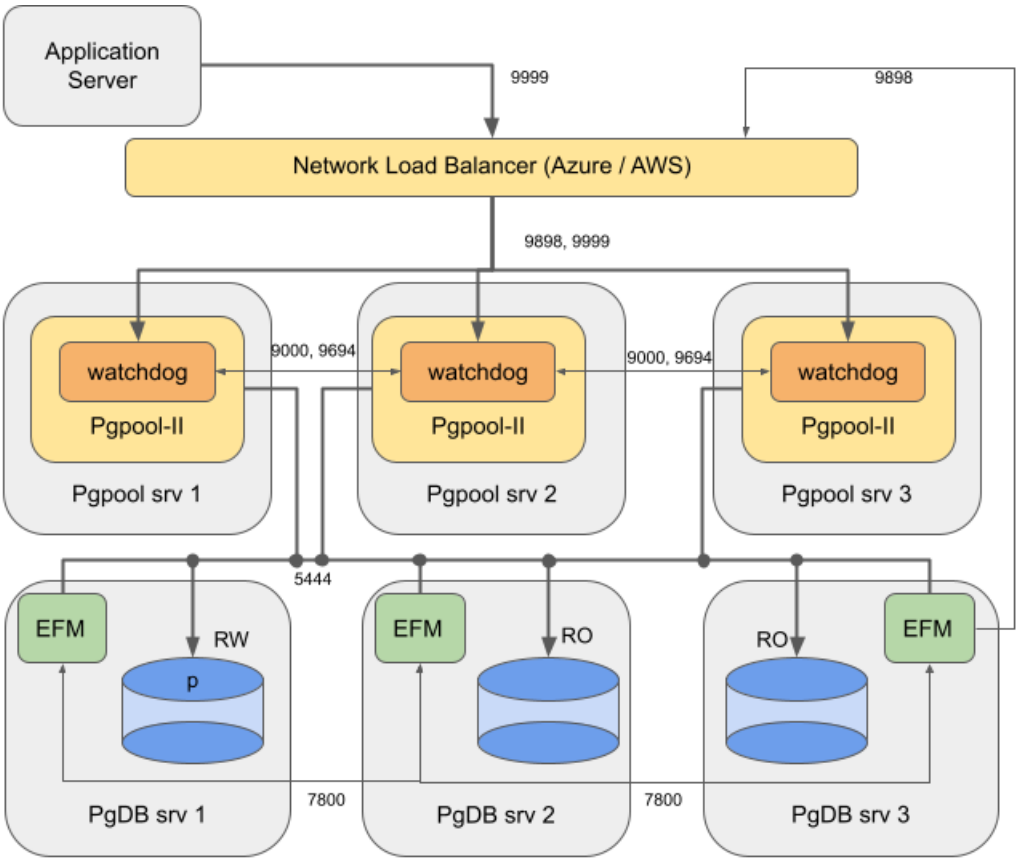 Application
Server
9999
9898
Network Load Balancer (Azure / AWS)
9898, 9999
watchdog
9000, 9694
watchdog
9000, 9694
watchdog
Pgpool-II
Pgpool-II
Pgpool-II
Pgpool srv 1
Pgpool srv 2
Pgpool srv 3
5444
EFM
RW
EFM
RO
RO
EFM
p
7800
7800
PgDB srv 1
PgDB srv 2
PgDB srv 3